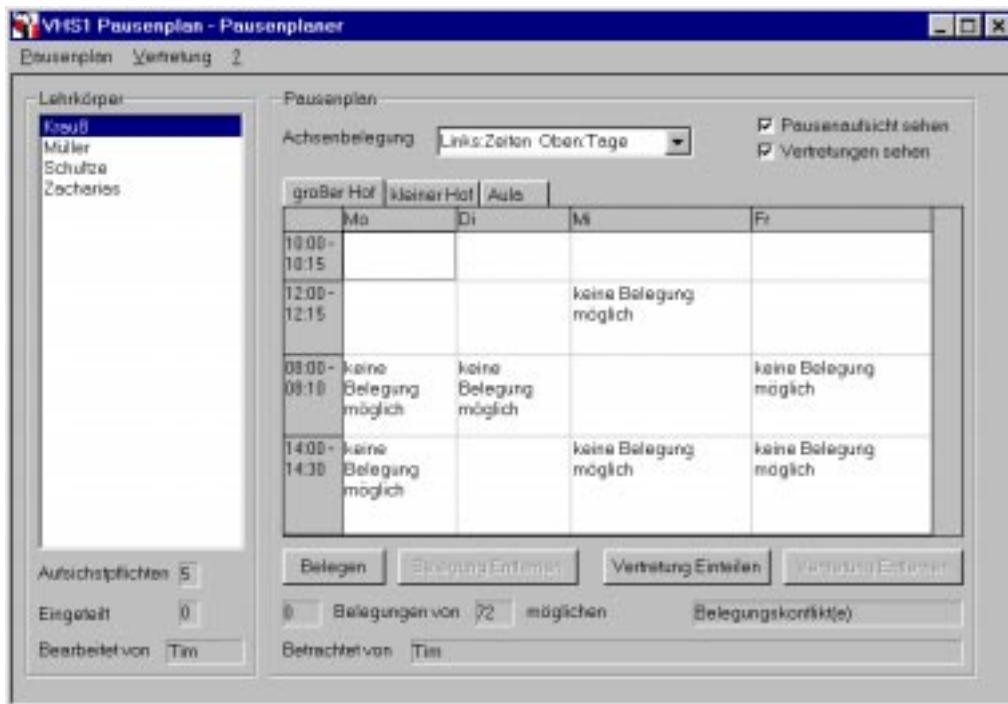 VHS1 Pausenplan - Pausenplaner
Pausenplan Vertretung ?
Lehrkörper
Krauß
Müller
Schultze
Zacharias
Aufsichstpflichten 5
Eingeteilt 0
Bearbeitet von Tim
Pausenplan
Achsenbelegung Links:Zeiten Oben:Tage
Pausenaufsicht sehen
Vertretungen sehen
großer Hof kleiner Hof Aula
Mo Di Mi Fr
10:00 -
10:15
12:00 - keine Belegung
12:15 möglich
08:00 - keine keine keine Belegung
08:10 Belegung Belegung möglich
möglich möglich
14:00 - keine keine Belegung keine Belegung
14:30 Belegung möglich möglich
möglich
Belegen Belegung Entfernen Vertretung Einteilen Vertretung Entfernen
0 Belegungen von 72 möglichen Belegungskonflikt(e)
Betrachtet von Tim